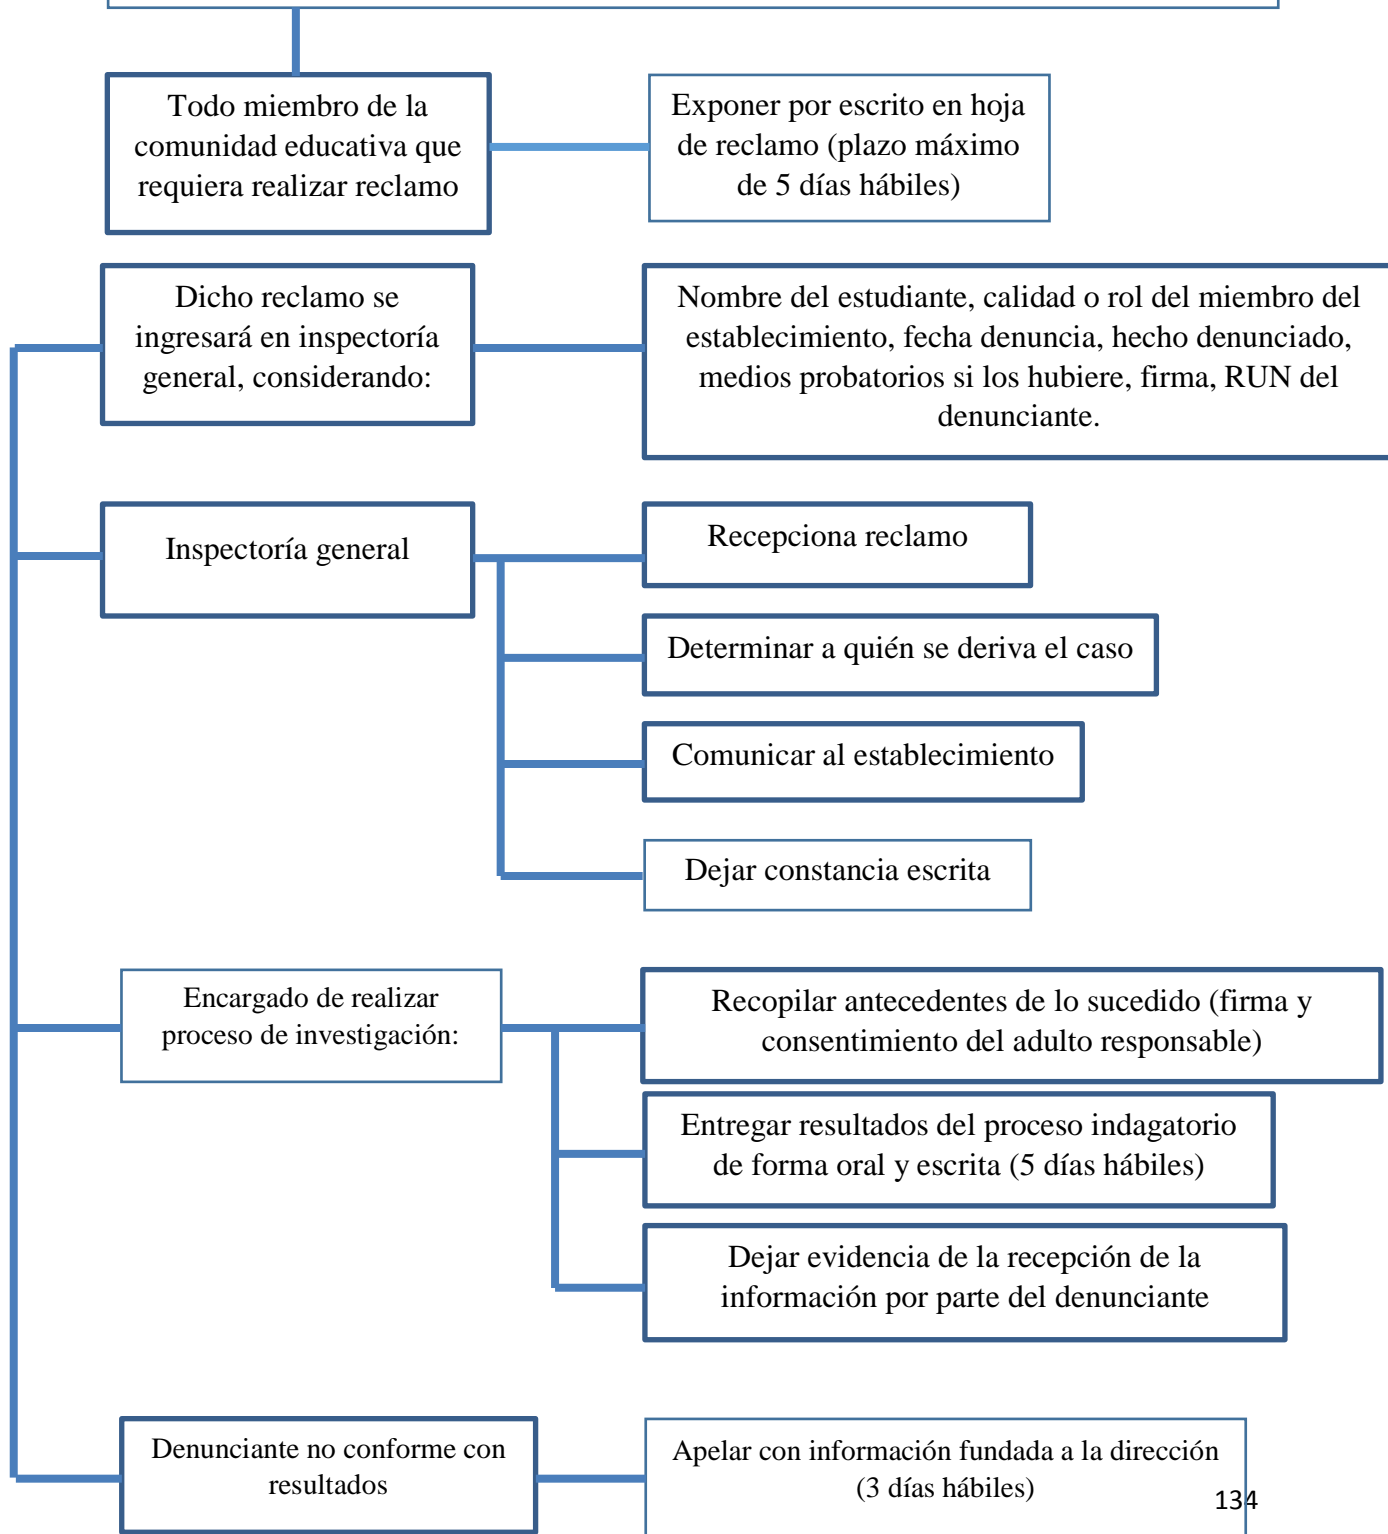 Todo miembro de la
comunidad educativa que
requiera realizar reclamo
Exponer por escrito en hoja
de reclamo (plazo máximo
de 5 días hábiles)
Dicho reclamo se
ingresará en inspectoría
general, considerando:
Nombre del estudiante, calidad o rol del miembro del
establecimiento, fecha denuncia, hecho denunciado,
medios probatorios si los hubiere, firma, RUN del
denunciante.
Inspectoría general
Recepciona reclamo
Determinar a quién se deriva el caso
Comunicar al establecimiento
Dejar constancia escrita
Encargado de realizar
proceso de investigación:
Recopilar antecedentes de lo sucedido (firma y
consentimiento del adulto responsable)
Entregar resultados del proceso indagatorio
de forma oral y escrita (5 días hábiles)
Dejar evidencia de la recepción de la
información por parte del denunciante
Denunciante no conforme con
resultados
Apelar con información fundada a la dirección
(3 días hábiles)
134